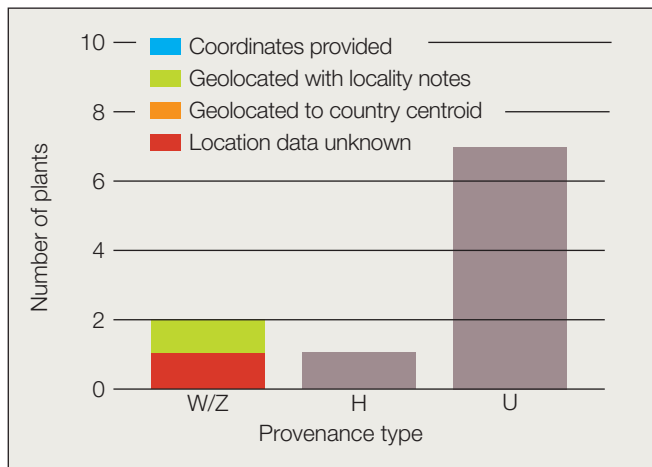 10
8
6
4
2
0
Number of plants
Coordinates provided
Geolocated with locality notes
Geolocated to country centroid
Location data unknown
W/Z H U
Provenance type